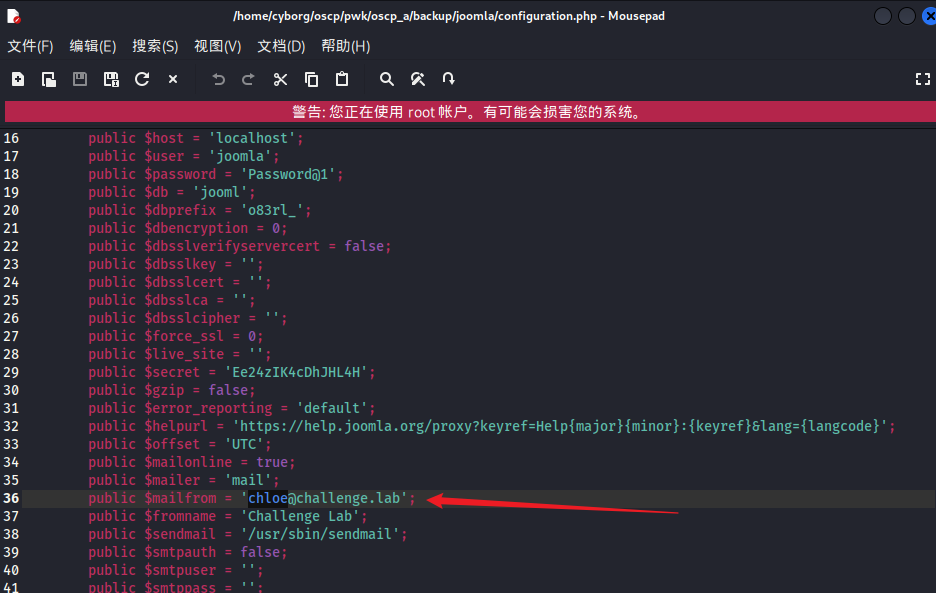 /home/cyborg/oscp/pwk/oscp_a/backup/joomla/configuration.php - Mousepad
文件(F) 编辑(E) 搜索(S) 视图(V) 文档(D) 帮助(H)
警告: 您正在使用 root 帐户。有可能会损害您的系统。
16 public $host = 'localhost';
17 public $user = 'joomla';
18 public $password = 'Password@1';
19 public $db = 'jooml';
20 public $dbprefix = 'o83rl_';
21 public $dbencryption = 0;
22 public $dbsslverifyservercert = false;
23 public $dbsslkey = '';
24 public $dbsslcert = '';
25 public $dbsslca = '';
26 public $dbsslcipher = '';
27 public $force_ssl = 0;
28 public $live_site = '';
29 public $secret = 'Ee24zIK4cDhJHL4H';
30 public $gzip = false;
31 public $error_reporting = 'default';
32 public $helpurl = 'https://help.joomla.org/proxy?keyref=Help{major}{minor}:{keyref}&lang={langcode}';
33 public $offset = 'UTC';
34 public $mailonline = true;
35 public $mailer = 'mail';
36 public $mailfrom = 'chloe@challenge.lab';
37 public $fromname = 'Challenge Lab';
38 public $sendmail = '/usr/sbin/sendmail';
39 public $smtpauth = false;
40 public $smtpuser = '';
41 public $smtppass = '';